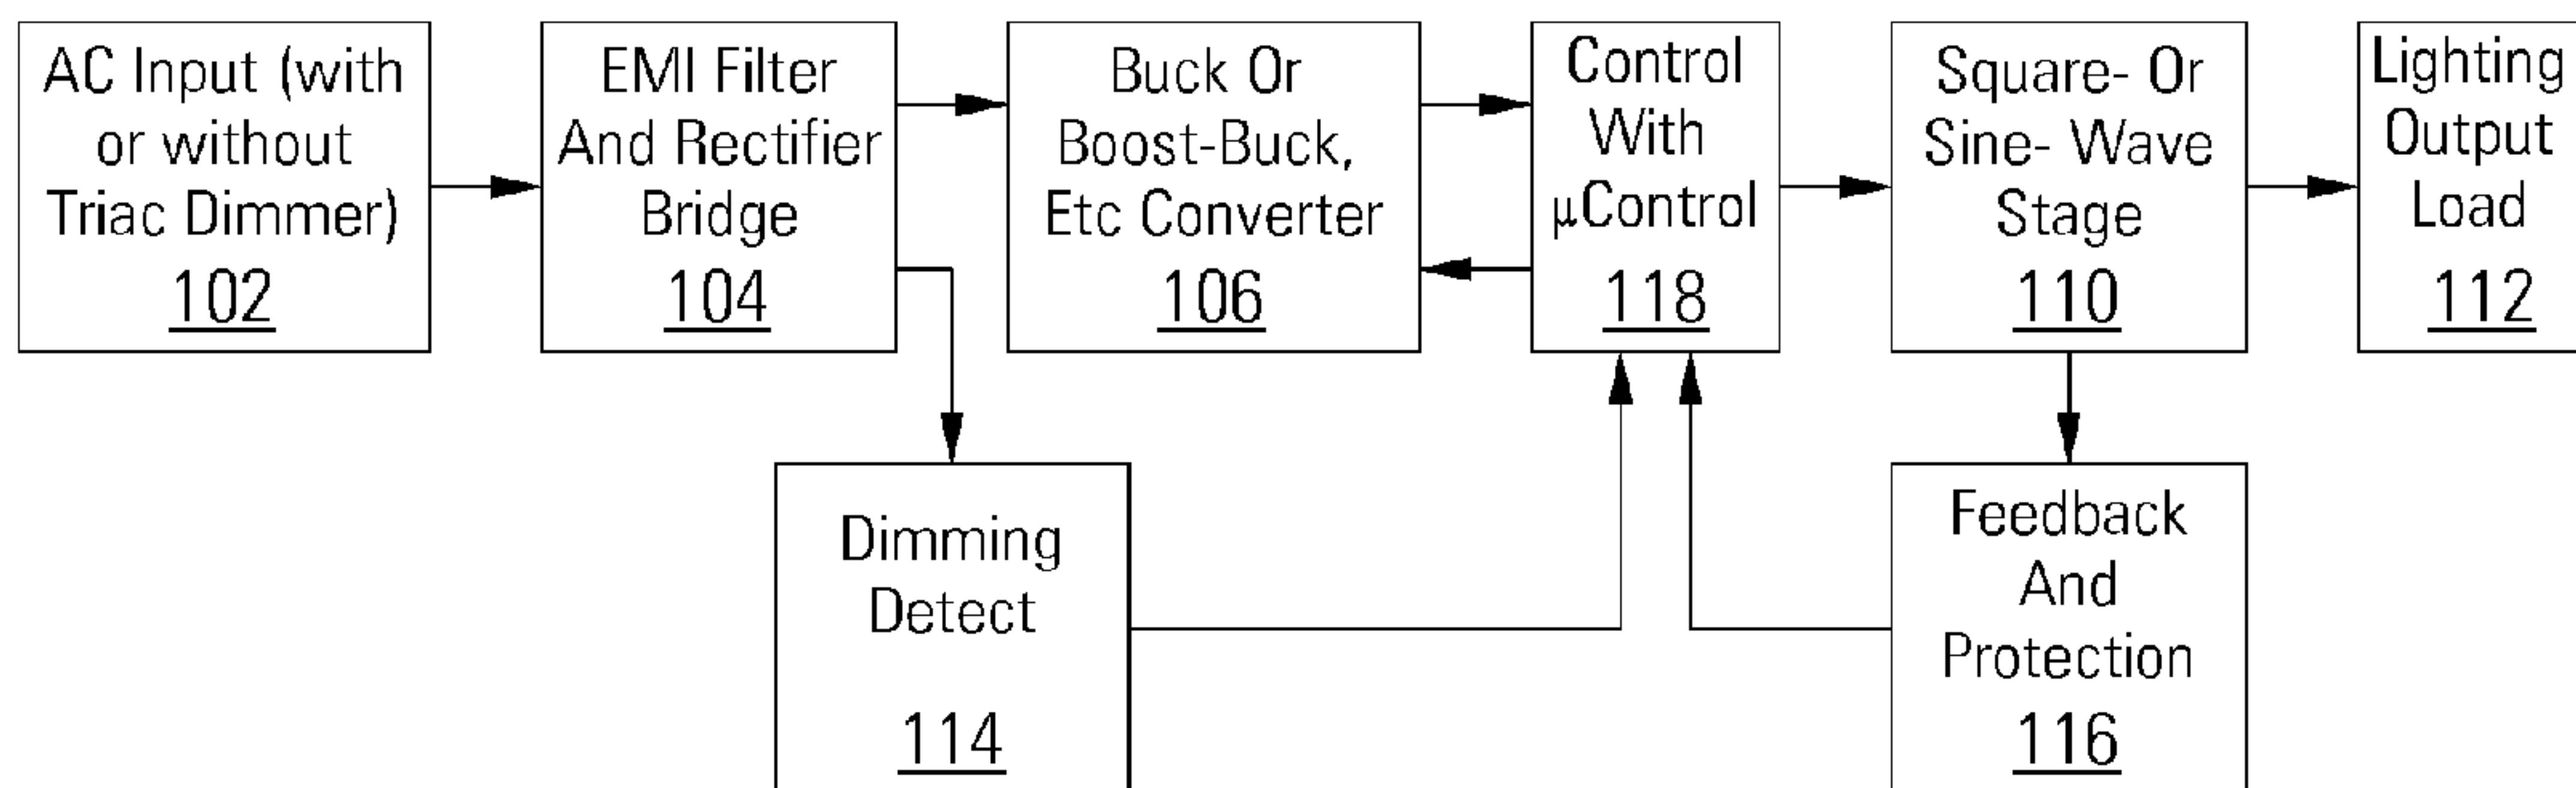 AC Input (with
or without
Triac Dimmer)
102
EMI Filter
And Rectifier
Bridge
104
Buck Or
Boost-Buck,
Etc Converter
106
Control
With
μControl
118
Square- Or
Sine- Wave
Stage
110
Lighting
Output
Load
112
Dimming
Detect
114
Feedback
And
Protection
116